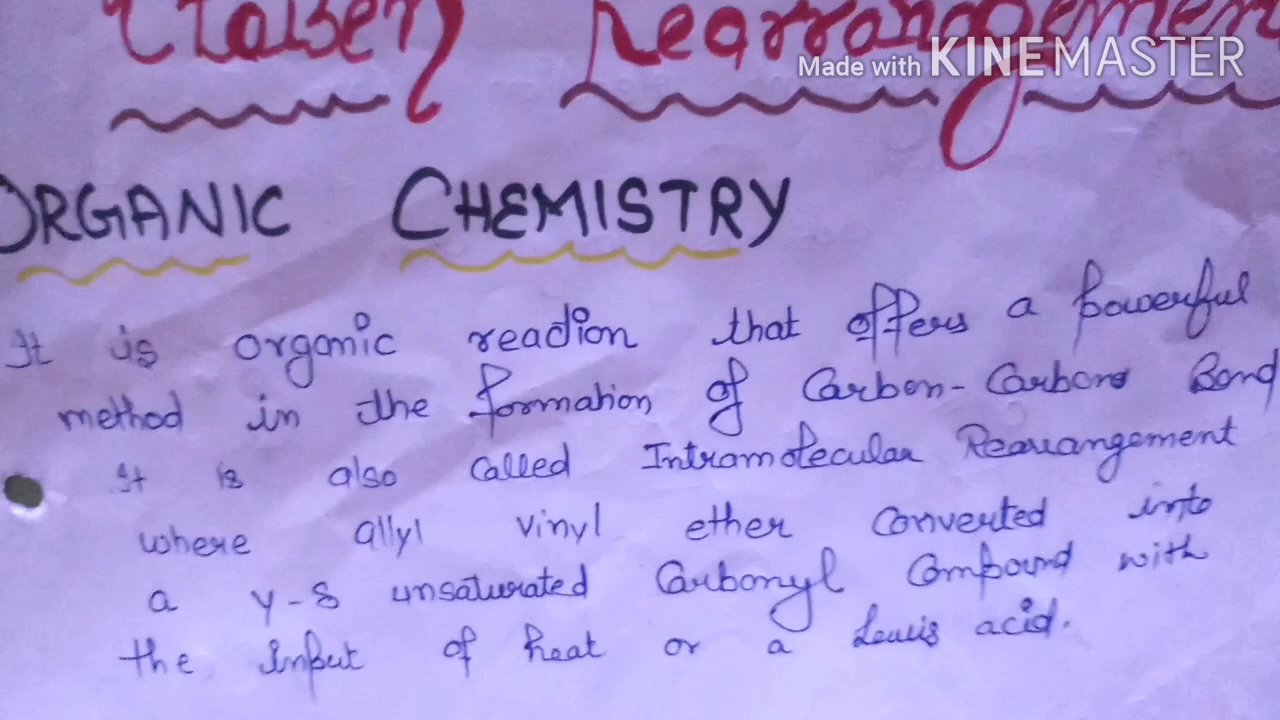 Claisen Rearrangement
Made with KINEMASTER
ORGANIC CHEMISTRY
It is organic reaction that offers a powerful
method in the formation of Carbon-Carbon Bond
It is also called Intramolecular Rearrangement
where allyl vinyl ether converted into
a γ-δ unsaturated Carbonyl Compound with
the input of heat or a Lewis acid.